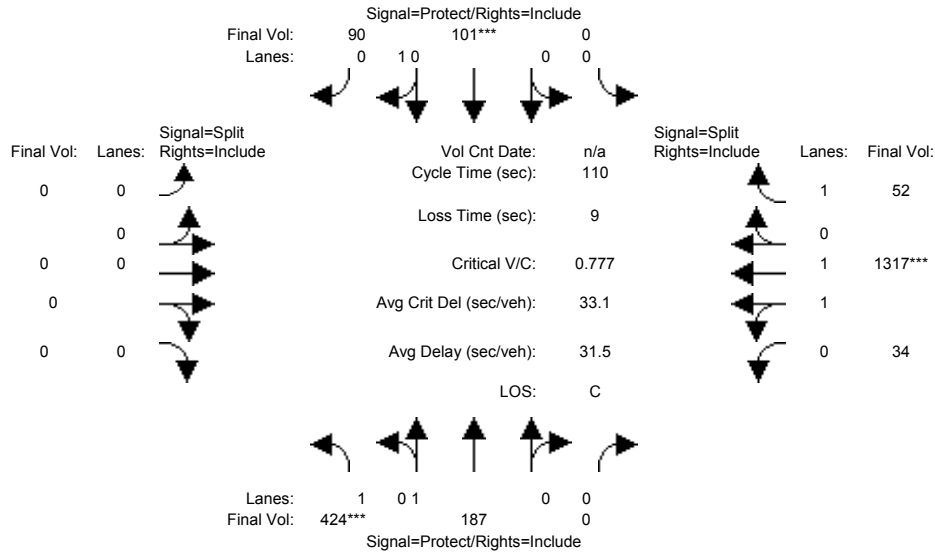 Signal=Protect/Rights=Include
Final Vol: 90 101*** 0
Lanes: 0 1 0 0 0
Signal=Split
Final Vol: Lanes: Rights=Include
Vol Cnt Date: n/a
Signal=Split
Rights=Include Lanes: Final Vol:
Cycle Time (sec): 110
0 0
1 52
Loss Time (sec): 9
0
0
0 0
Critical V/C: 0.777
1 1317***
0
Avg Crit Del (sec/veh): 33.1
1
0 0
Avg Delay (sec/veh): 31.5
0 34
LOS: C
Lanes: 1 0 1 0 0
Final Vol: 424*** 187 0
Signal=Protect/Rights=Include